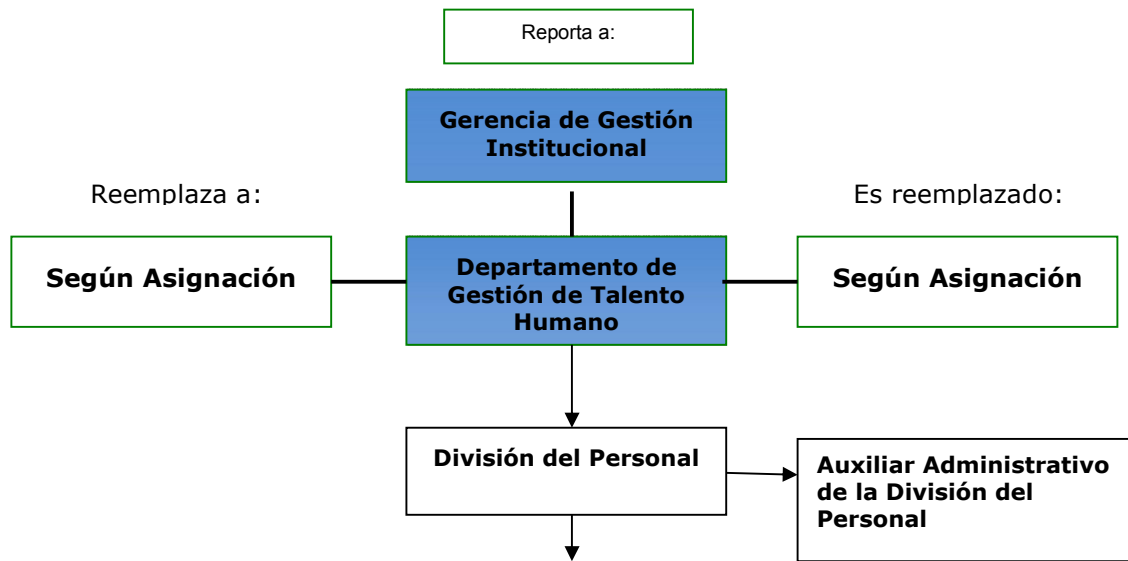 Reporta a:
Gerencia de Gestión
Institucional
Reemplaza a:
Es reemplazado:
Según Asignación
Departamento de
Gestión de Talento
Humano
Según Asignación
División del Personal
Auxiliar Administrativo
de la División del
Personal